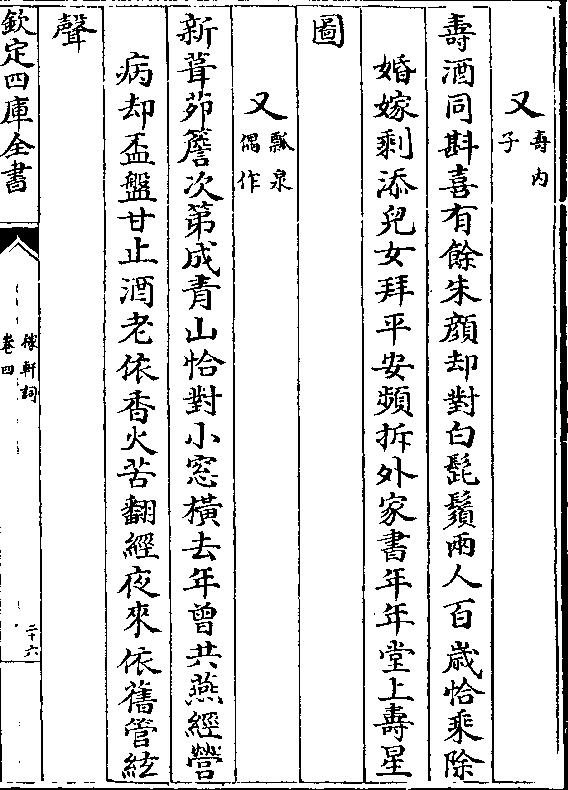 又壽内子
壽酒同斟喜有餘朱顔却對白髭鬚兩人百歲恰乘除
婚嫁剩添兒女拜平安頻拆外家書年年堂上壽星
圖
又瓢泉偶作
新葺茆簷次第成青山恰對小窓横去年曾共燕經營
病却盃盤甘止酒老依香火苦翻經夜來依舊管絃
聲
欽定四庫全書
稼軒詞
卷四
二十六